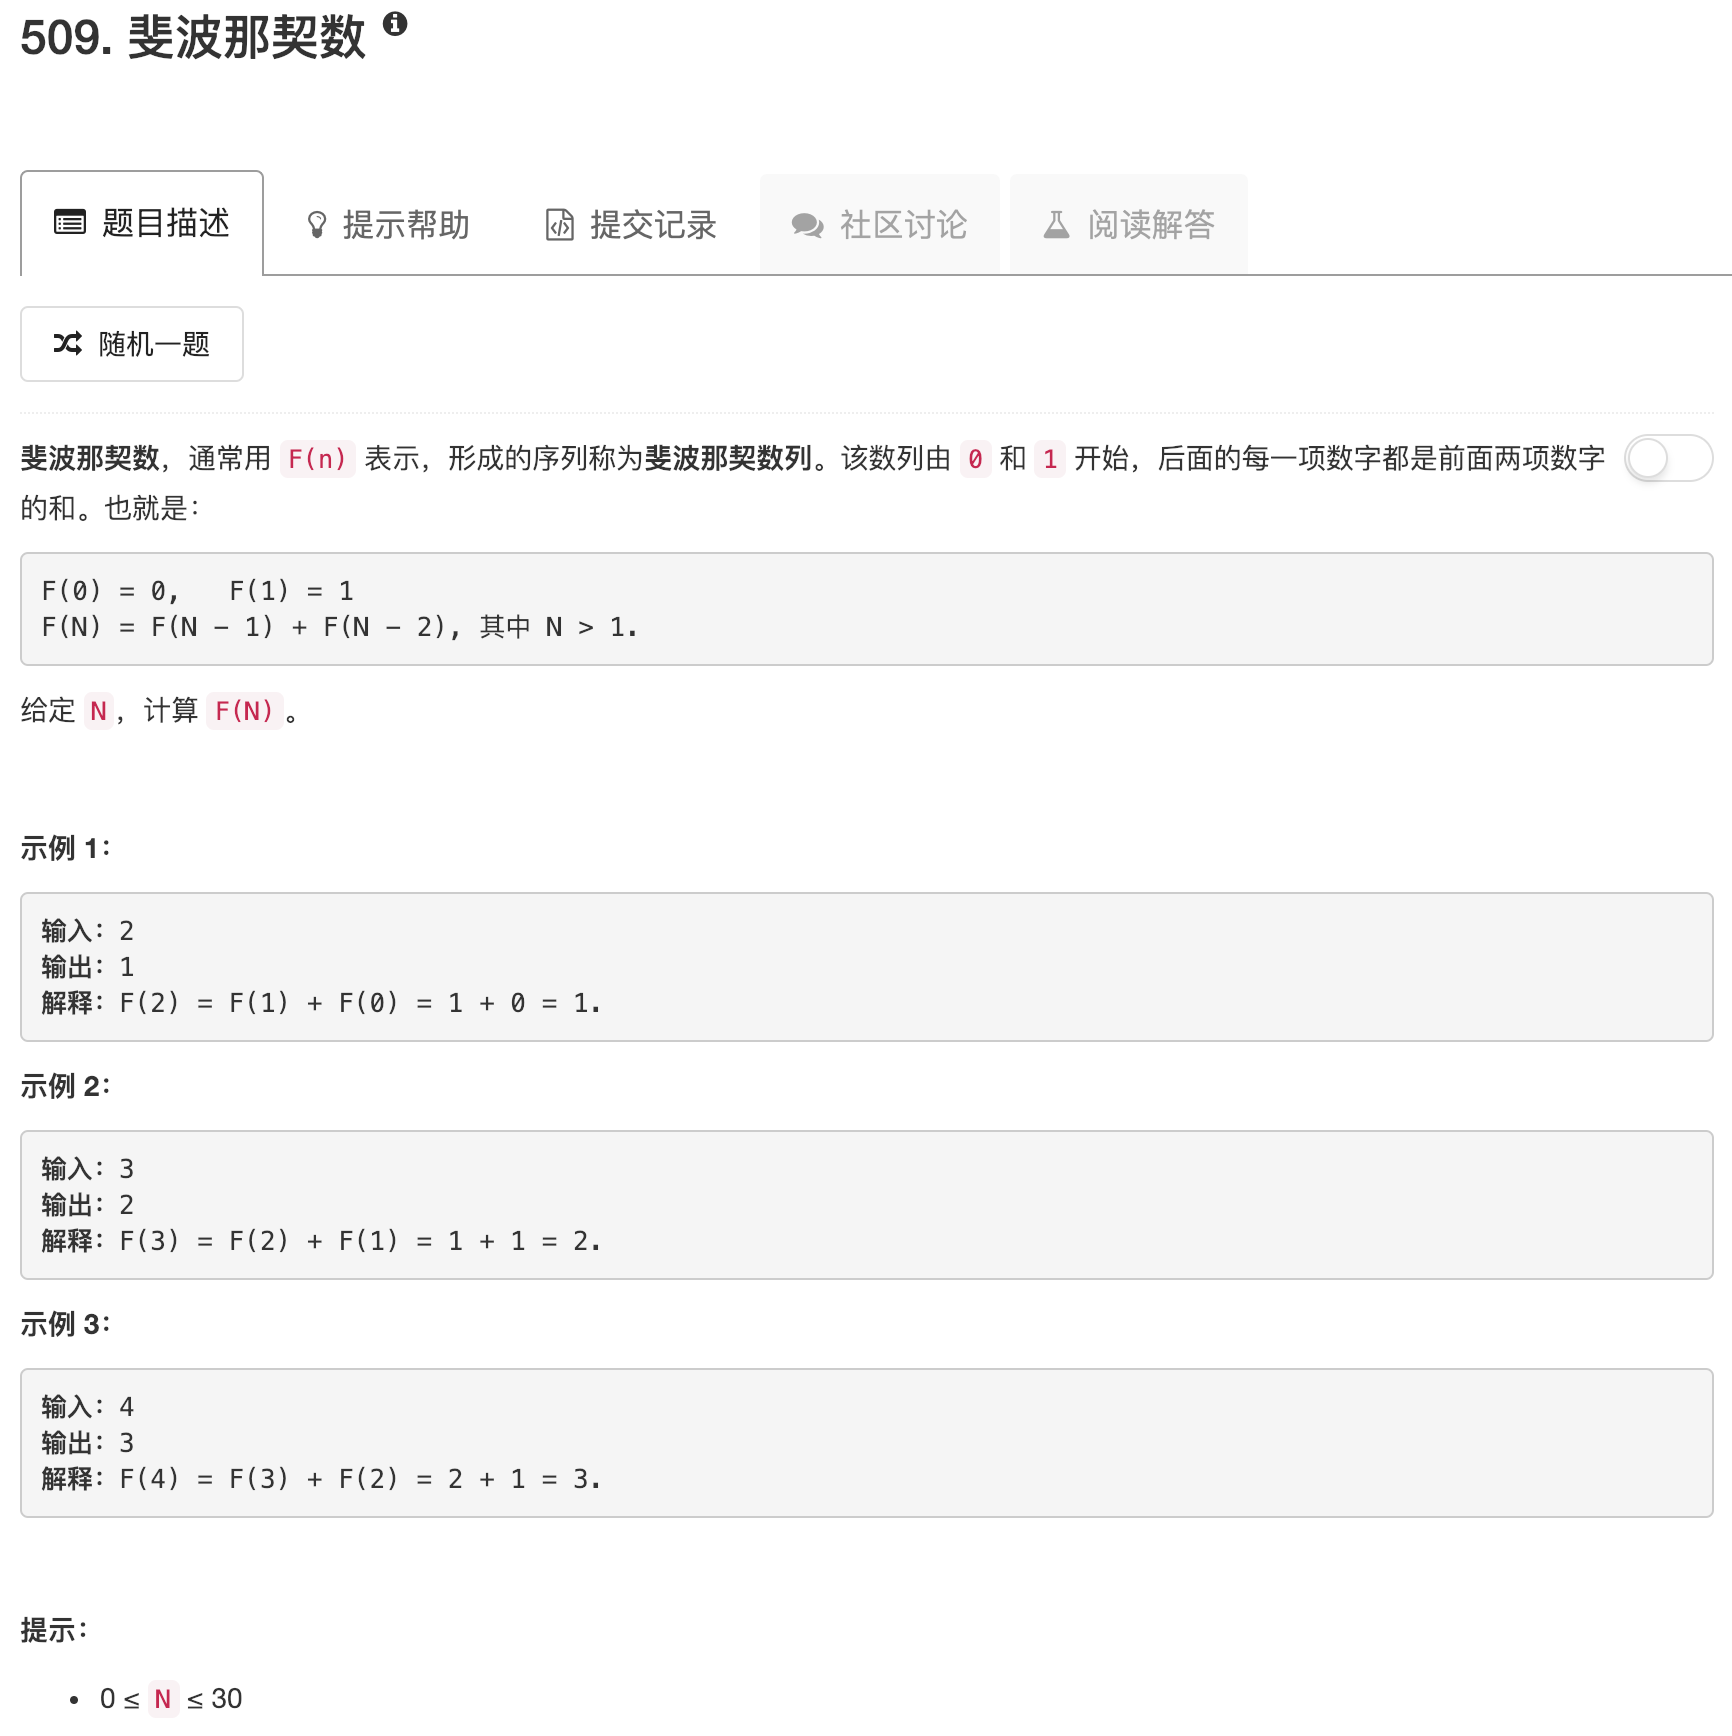 509. 斐波那契数
题目描述
提示帮助
提交记录
社区讨论
阅读解答
随机一题
斐波那契数，通常用 F(n) 表示，形成的序列称为斐波那契数列。该数列由 0 和 1 开始，后面的每一项数字都是前面两项数字
的和。也就是：
F(0) = 0,   F(1) = 1
F(N) = F(N - 1) + F(N - 2), 其中 N > 1.
给定 N，计算 F(N)。
示例 1：
输入：2
输出：1
解释：F(2) = F(1) + F(0) = 1 + 0 = 1.
示例 2：
输入：3
输出：2
解释：F(3) = F(2) + F(1) = 1 + 1 = 2.
示例 3：
输入：4
输出：3
解释：F(4) = F(3) + F(2) = 2 + 1 = 3.
提示：
• 0 ≤ N ≤ 30